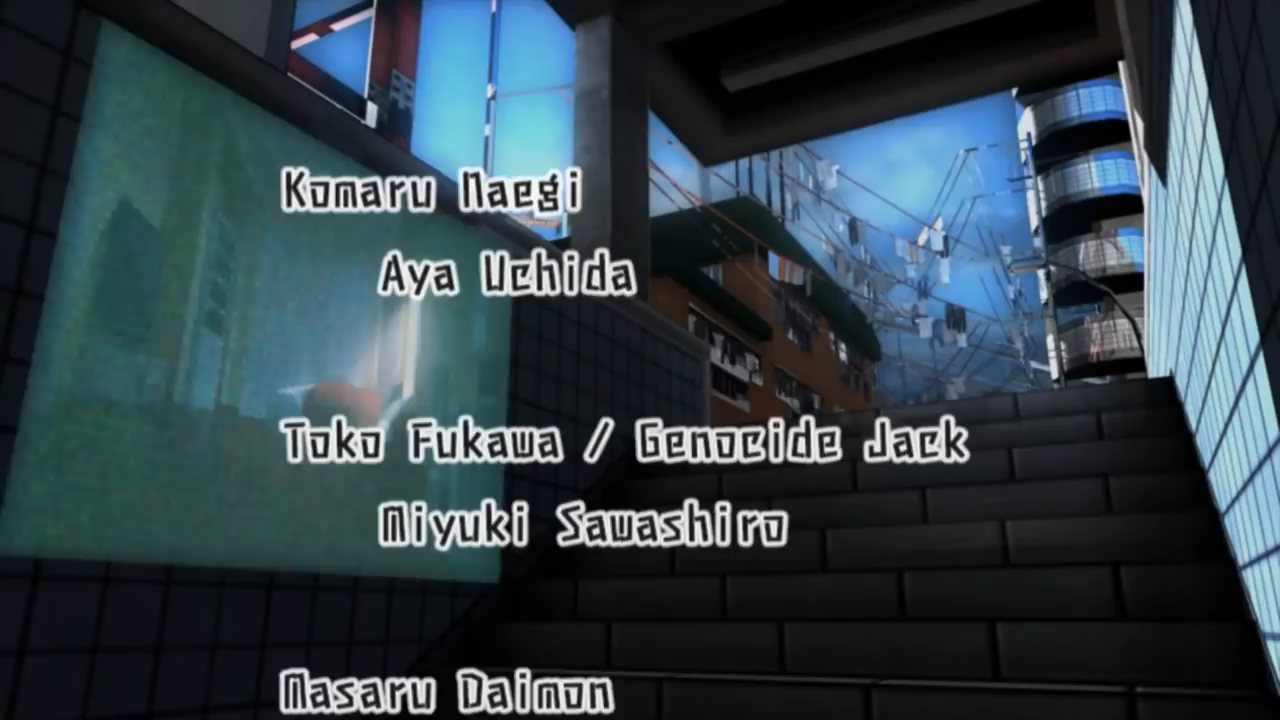 Komaru Naegi
Aya Uchida
Toko Fukawa / Genocide Jack
Miyuki Sawashiro
Masaru Daimon